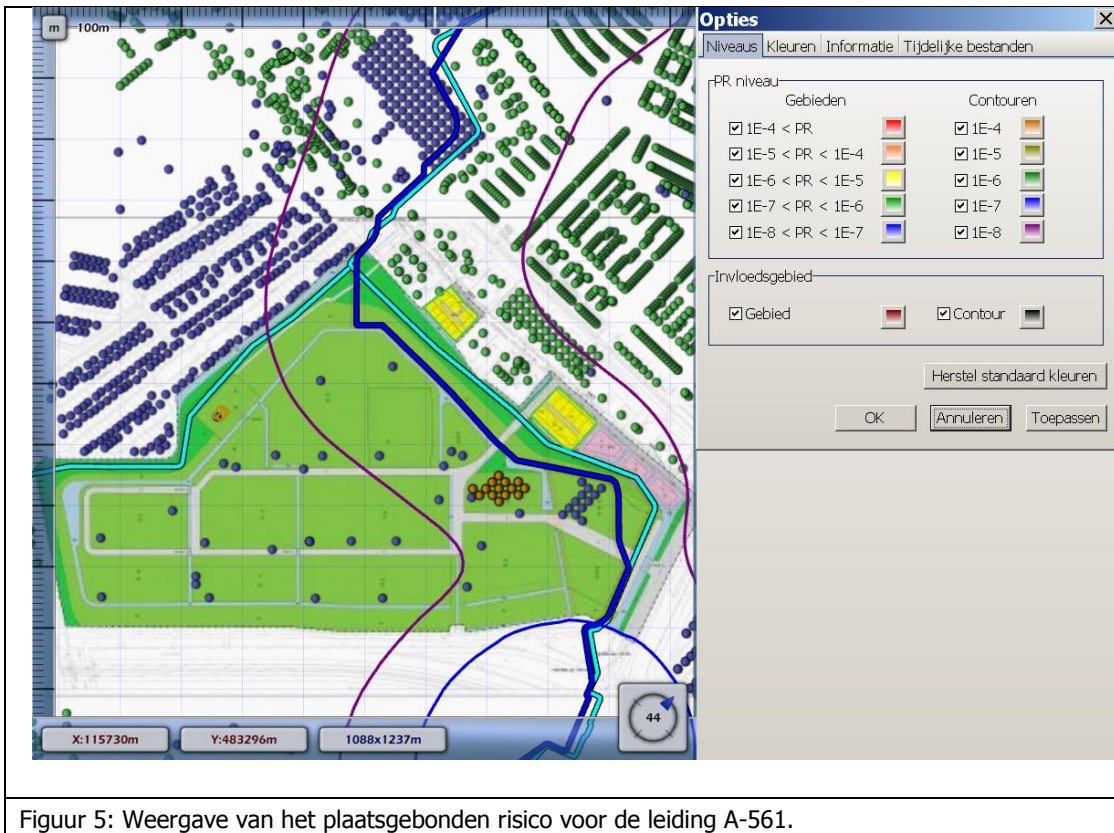 m
100m
44
X:115730m
Y:483296m
1088x1237m
Opties
Niveaus Kleuren Informatie Tijdelijke bestanden
PR niveau
Gebieden Contouren
1E-4 < PR 1E-4
1E-5 < PR < 1E-4 1E-5
1E-6 < PR < 1E-5 1E-6
1E-7 < PR < 1E-6 1E-7
1E-8 < PR < 1E-7 1E-8
Invloedsgebied
Gebied Contour
Herstel standaard kleuren
OK Annuleren Toepassen
Figuur 5: Weergave van het plaatsgebonden risico voor de leiding A-561.